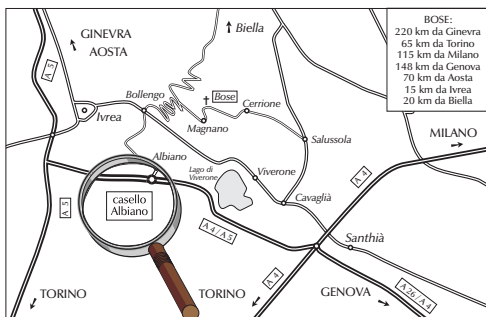 BOSE:
220 km da Ginevra
65 km da Torino
115 km da Milano
148 km da Genova
70 km da Aosta
15 km da Ivrea
20 km da Biella
GINEVRA
AOSTA
Biella
A 5
Bollengo
Bose
Cerrione
Ivrea
Magnano
Salussola
MILANO
Albiano
Lago di
Viverone
Viverone
A 4
casello
Albiano
A 5
Cavaglià
A 4/A 5
Santhià
A 4
A 26/A 4
TORINO
TORINO
GENOVA